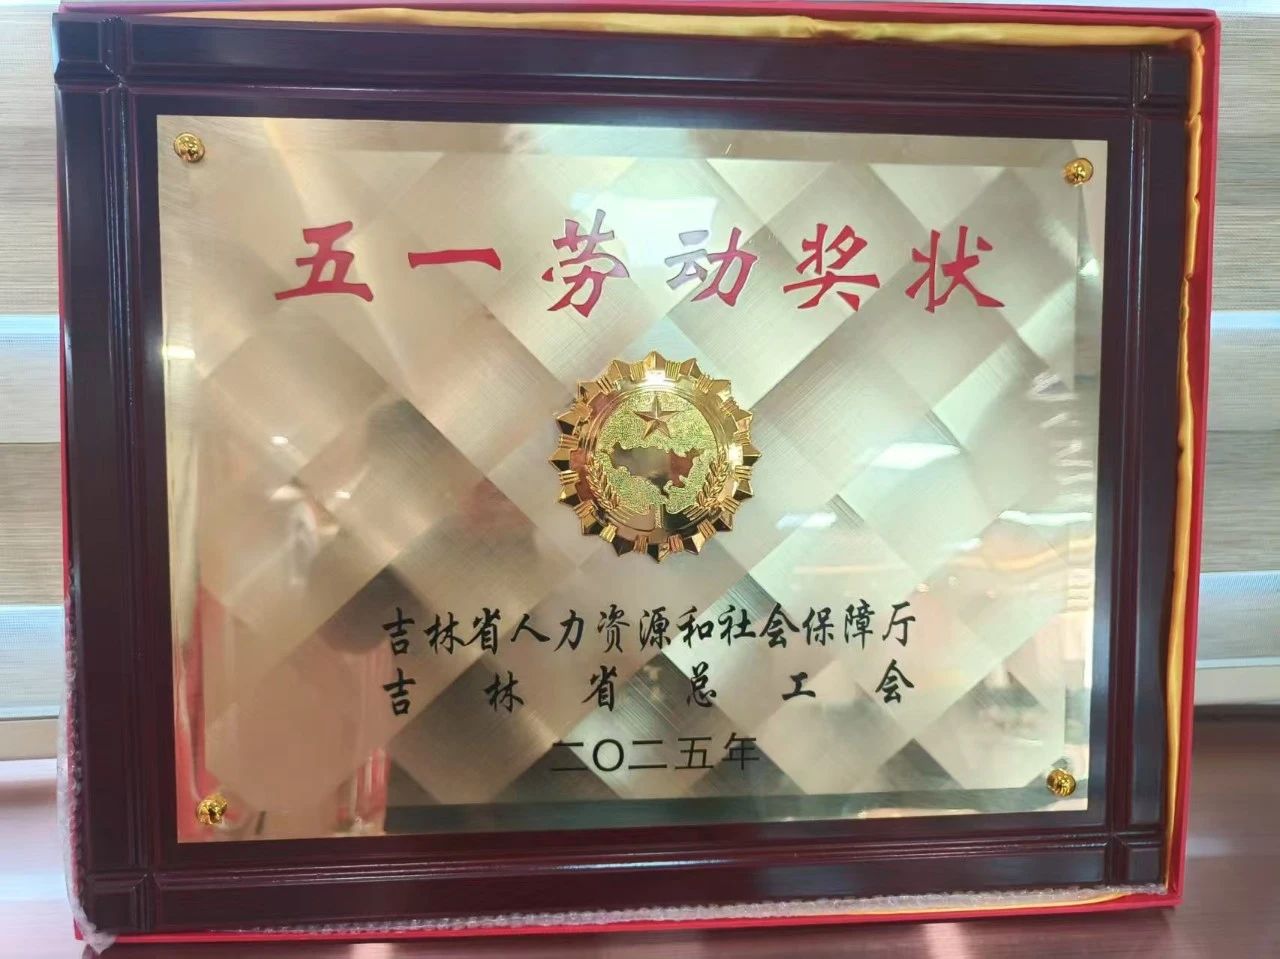 五一劳动奖状
吉林省人力资源和社会保障厅
吉林省总工会
二〇二五年